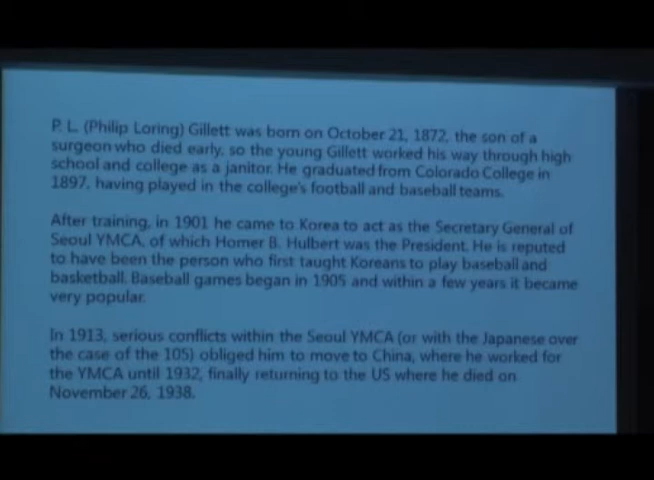 P. L. (Philip Loring) Gillett was born on October 21, 1872, the son of a
surgeon who died early, so the young Gillett worked his way through high
school and college as a janitor. He graduated from Colorado College in
1897, having played in the college's football and baseball teams.
After training, in 1901 he came to Korea to act as the Secretary General of
Seoul YMCA, of which Homer B. Hulbert was the President. He is reputed
to have been the person who first taught Koreans to play baseball and
basketball. Baseball games began in 1905 and within a few years it became
very popular.
In 1913, serious conflicts within the Seoul YMCA (or with the Japanese over
the case of the 105) obliged him to move to China, where he worked for
the YMCA until 1932, finally returning to the US where he died on
November 26, 1938.